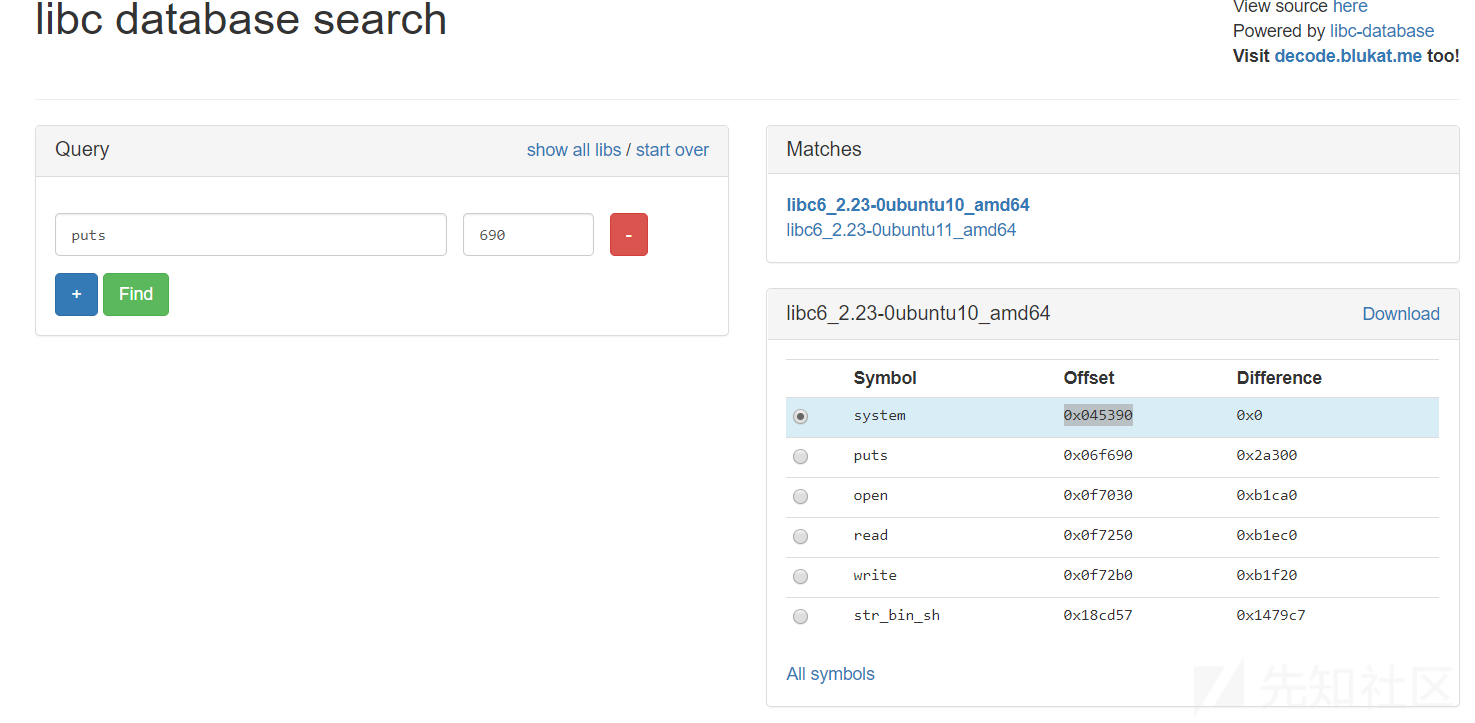 libc database search
View source here
Powered by libc-database
Visit decode.blukat.me too!
Query show all libs / start over
puts 690 -
+ Find
Matches
libc6_2.23-0ubuntu10_amd64
libc6_2.23-0ubuntu11_amd64
libc6_2.23-0ubuntu10_amd64 Download
Symbol Offset Difference
system 0x045390 0x0
puts 0x06f690 0x2a300
open 0x0f7030 0xb1ca0
read 0x0f7250 0xb1ec0
write 0x0f72b0 0xb1f20
str_bin_sh 0x18cd57 0x1479c7
All symbols
先知社区